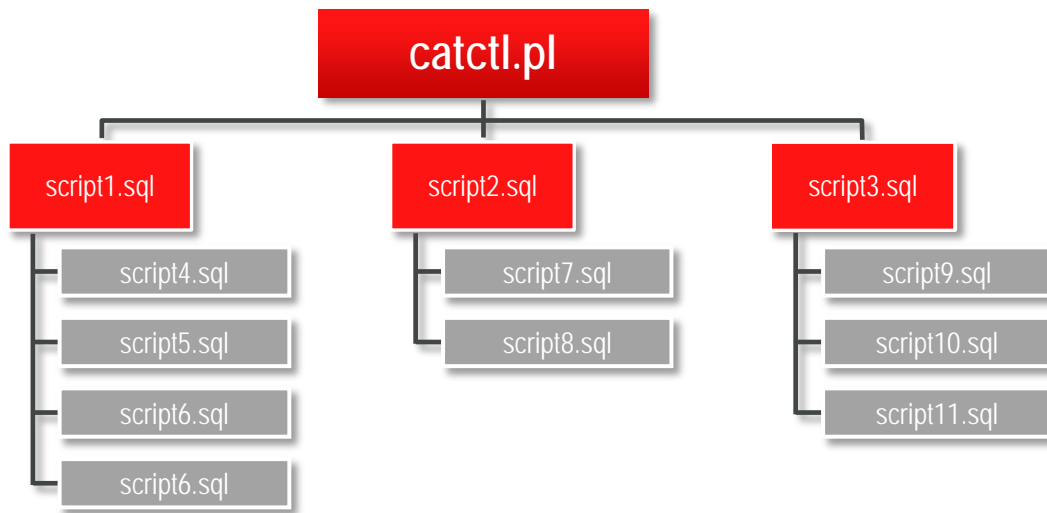 catctl.pl
script1.sql
script2.sql
script3.sql
script4.sql
script5.sql
script6.sql
script6.sql
script7.sql
script8.sql
script9.sql
script10.sql
script11.sql